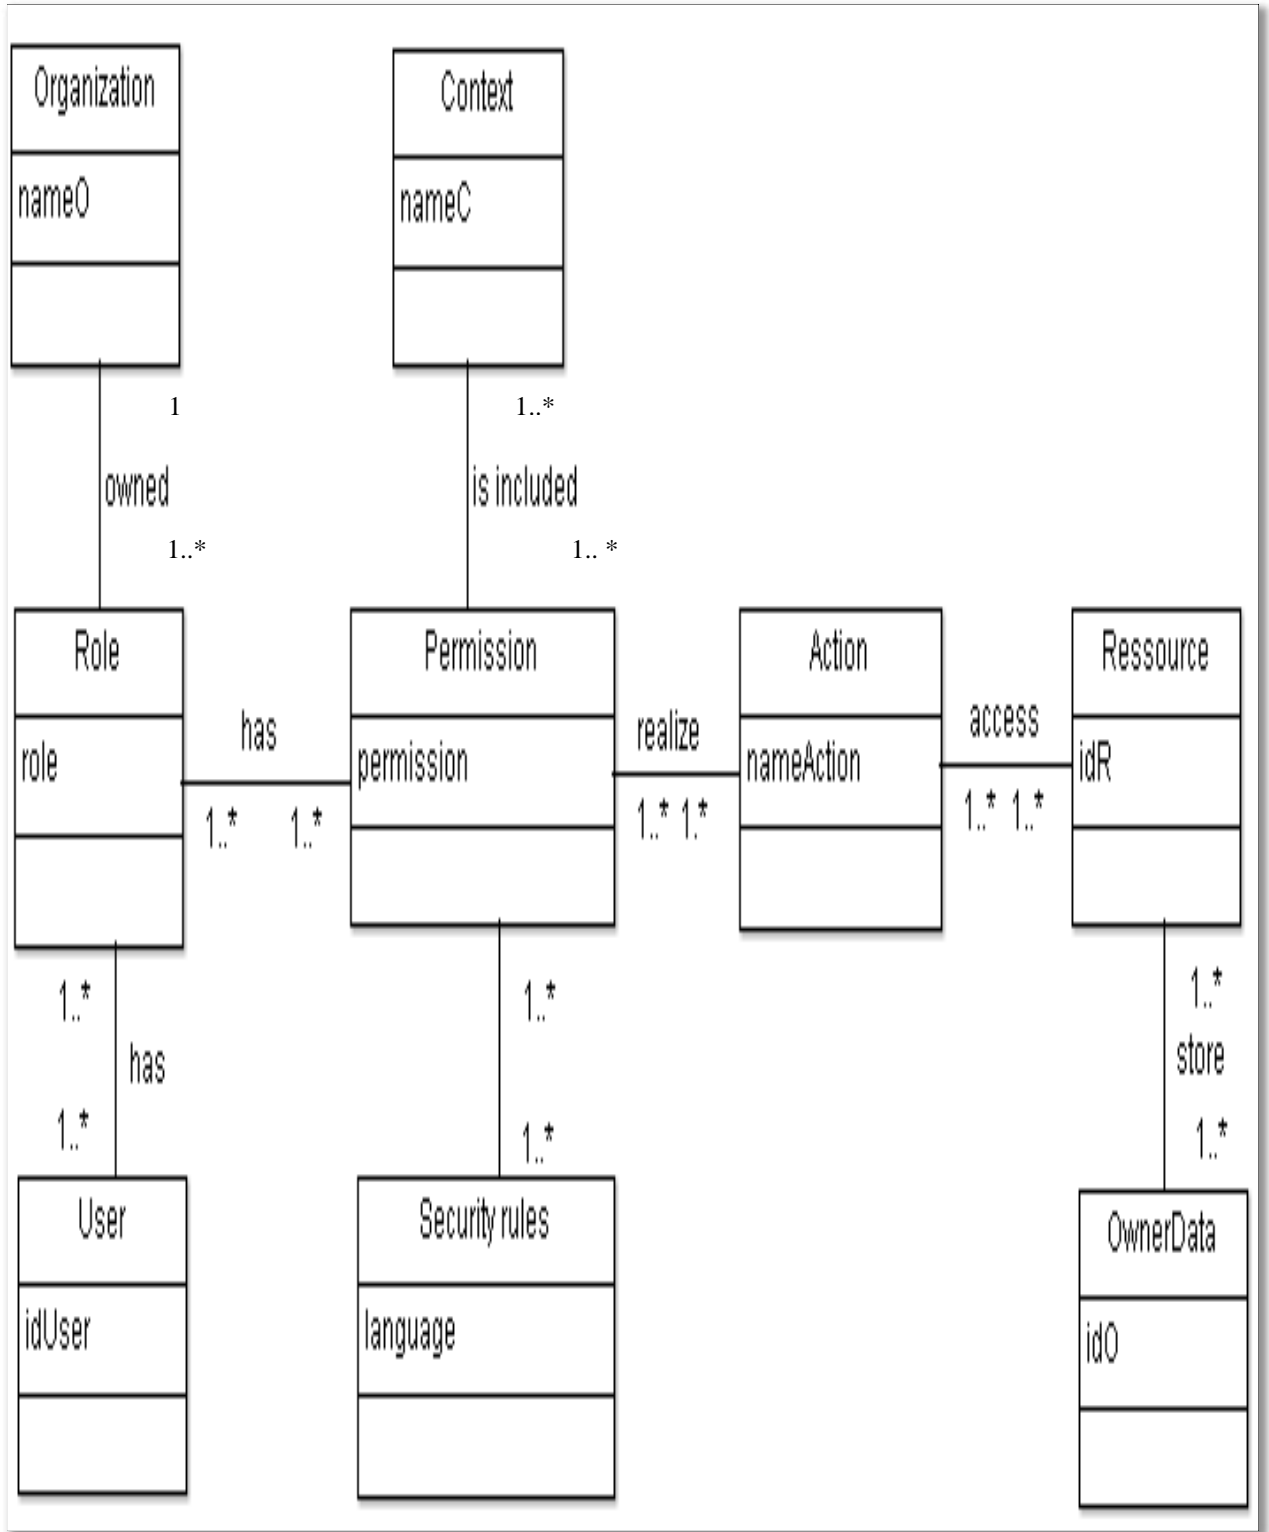 Organization
Context
nameO
nameC
1
1..*
owned
is included
1..*
1.. *
Role
Permission
Action
Ressource
has
realize
access
role
permission
nameAction
idR
1..*
1..*
1..*
1.*
1..*
1..*
1..*
1..*
1..*
has
store
1..*
1..*
1..*
User
Security rules
OwnerData
idUser
language
idO